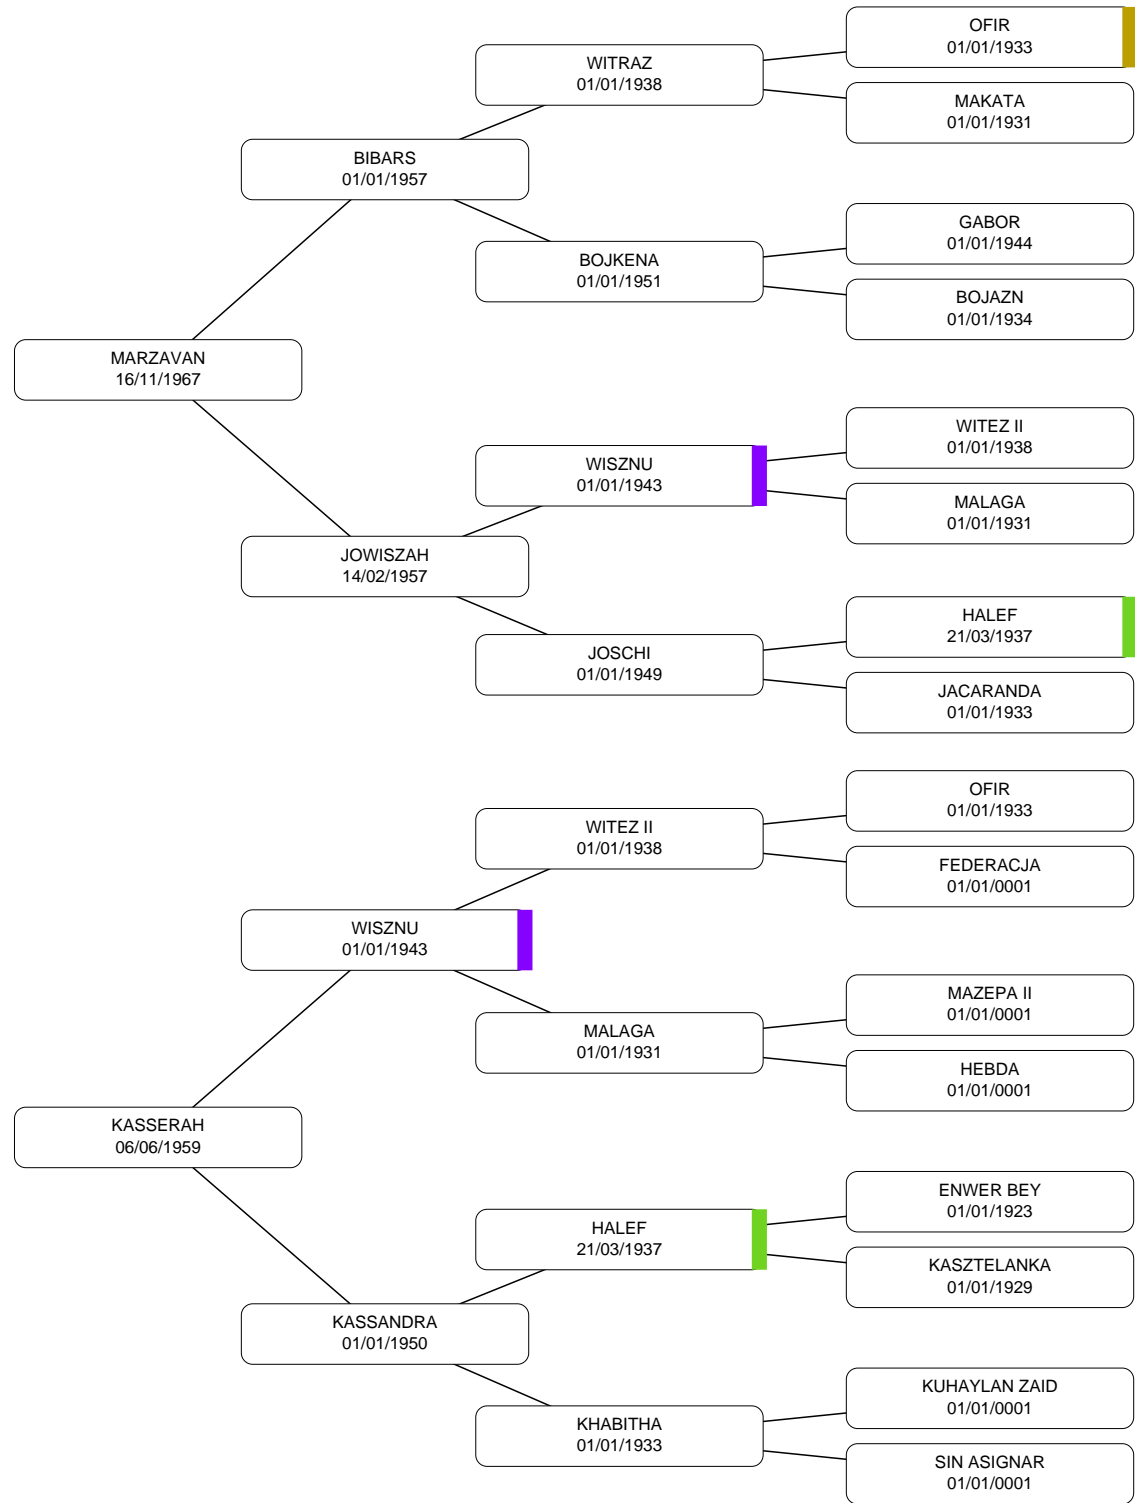 OFIR
01/01/1933
WITRAZ
01/01/1938
MAKATA
01/01/1931
BIBARS
01/01/1957
GABOR
01/01/1944
BOJKENA
01/01/1951
BOJAZN
01/01/1934
MARZAVAN
16/11/1967
WITEZ II
01/01/1938
WISZNU
01/01/1943
MALAGA
01/01/1931
JOWISZAH
14/02/1957
HALEF
21/03/1937
JOSCHI
01/01/1949
JACARANDA
01/01/1933
OFIR
01/01/1933
WITEZ II
01/01/1938
FEDERACJA
01/01/0001
WISZNU
01/01/1943
MAZEPA II
01/01/0001
MALAGA
01/01/1931
HEBDA
01/01/0001
KASSERAH
06/06/1959
ENWER BEY
01/01/1923
HALEF
21/03/1937
KASZTELANKA
01/01/1929
KASSANDRA
01/01/1950
KUHAYLAN ZAID
01/01/0001
KHABITHA
01/01/1933
SIN ASIGNAR
01/01/0001